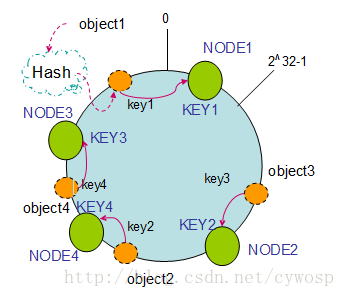 object1
0
NODE1
2^32-1
Hash
key1
KEY1
NODE3
KEY3
object3
key3
key4
object4
KEY4
key2
KEY2
NODE4
NODE2
object2
http://blog.csdn.net/cywosp